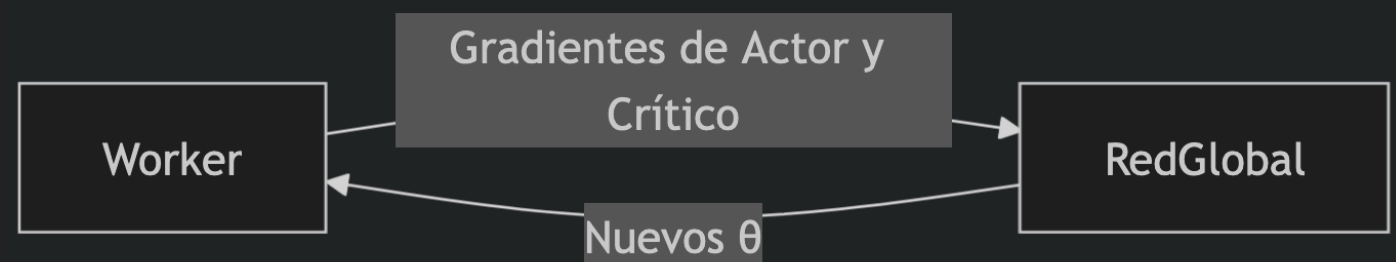 Gradientes de Actor y
Crítico
Worker
RedGlobal
Nuevos θ